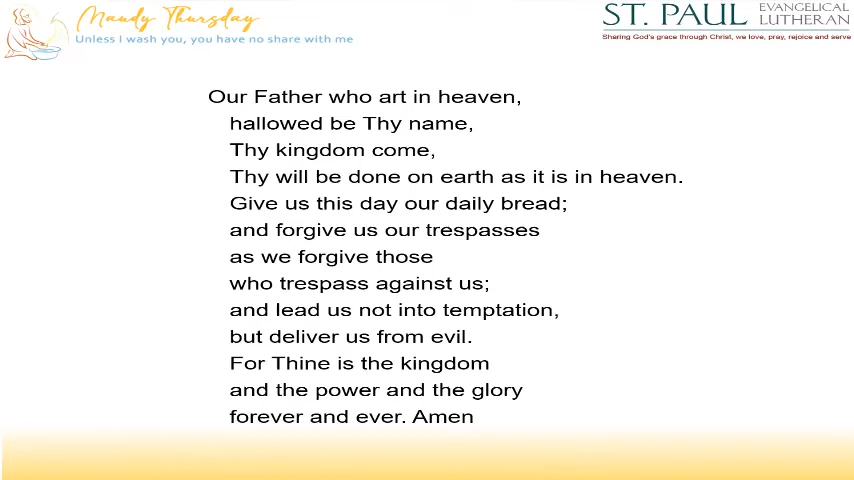 Maudy Thursday
Unless I wash you, you have no share with me
ST. PAUL EVANGELICAL LUTHERAN
Sharing God's grace through Christ, we love, pray, rejoice and serve
Our Father who art in heaven,
hallowed be Thy name,
Thy kingdom come,
Thy will be done on earth as it is in heaven.
Give us this day our daily bread;
and forgive us our trespasses
as we forgive those
who trespass against us;
and lead us not into temptation,
but deliver us from evil.
For Thine is the kingdom
and the power and the glory
forever and ever. Amen